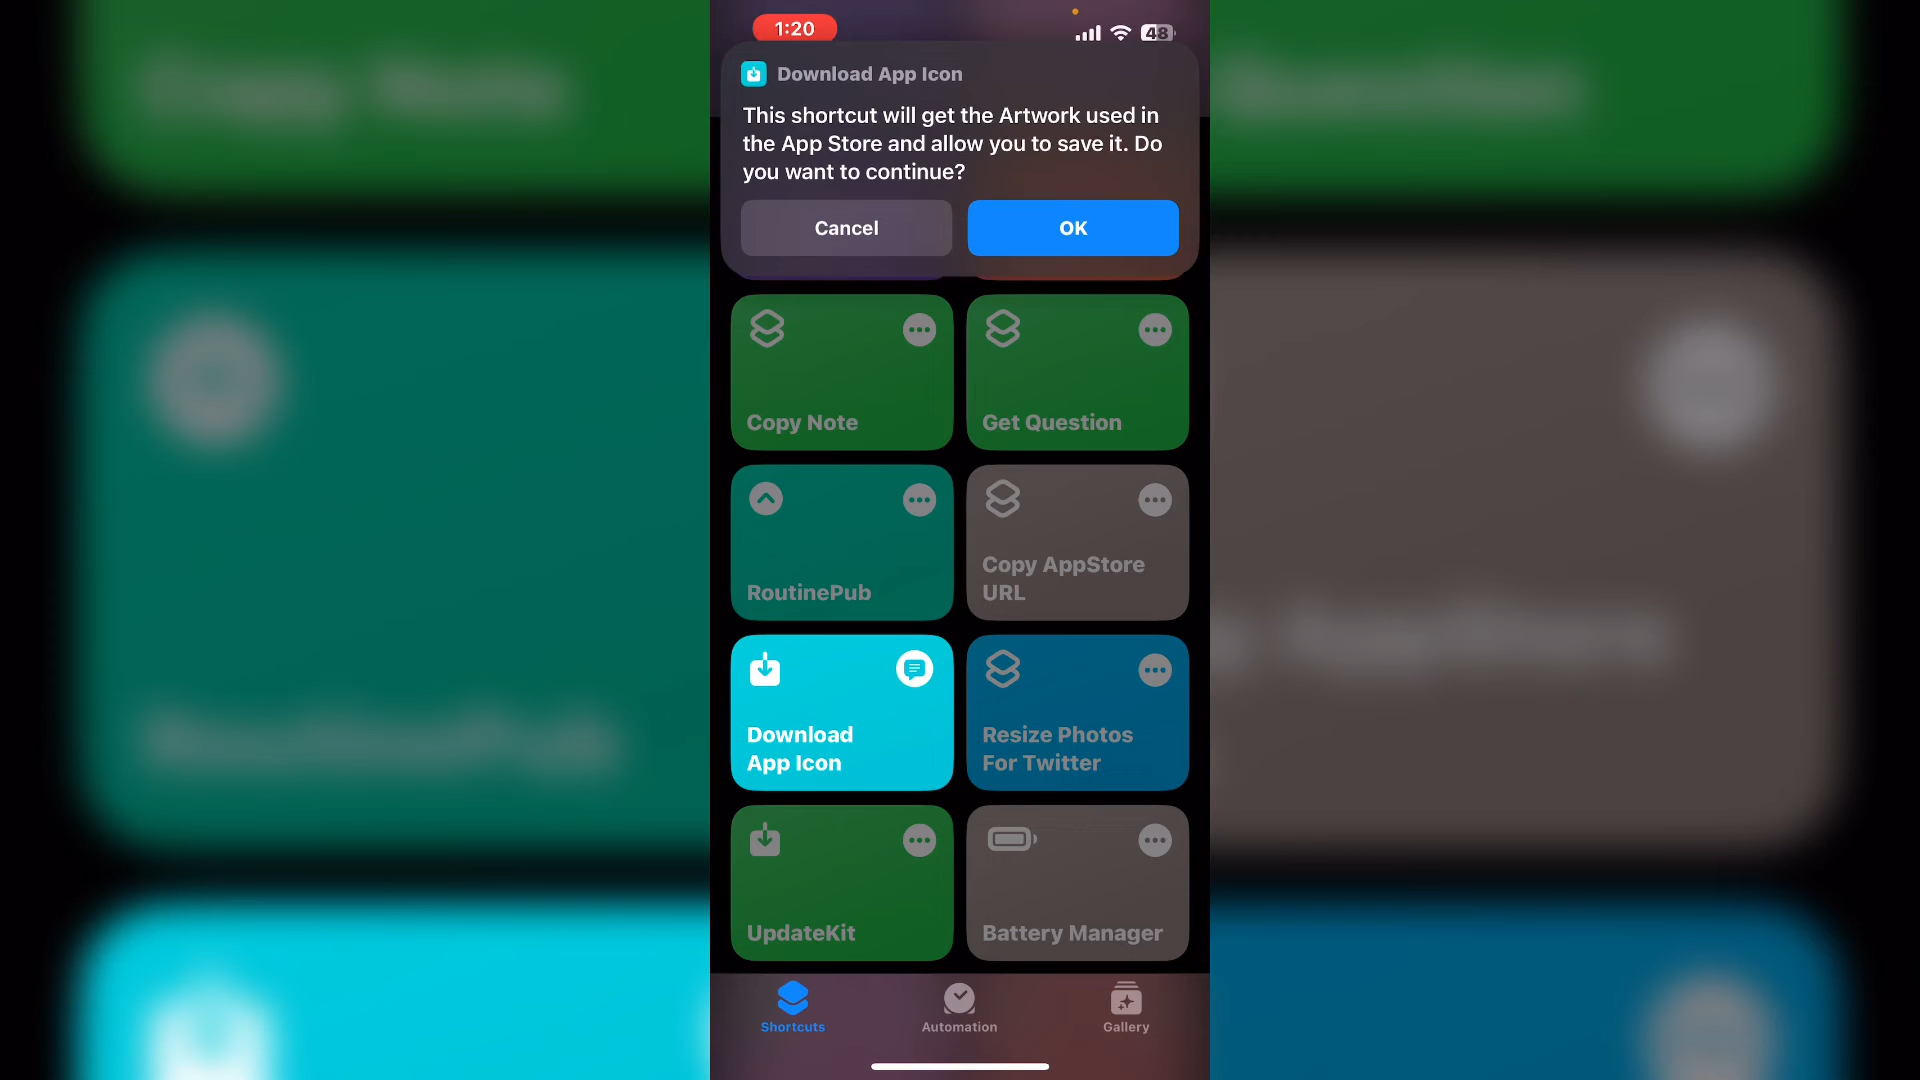 1:20
48
Download App Icon
This shortcut will get the Artwork used in
the App Store and allow you to save it. Do
you want to continue?
Cancel
OK
Copy Note
Get Question
RoutinePub
Copy AppStore
URL
Download
App Icon
Resize Photos
For Twitter
UpdateKit
Battery Manager
Shortcuts
Automation
Gallery